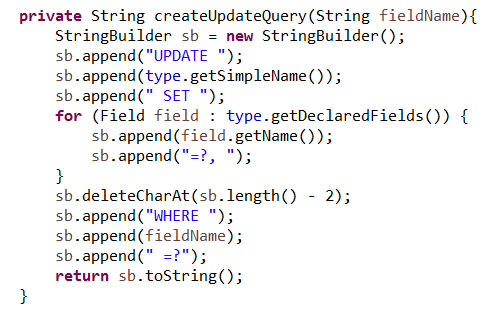 private String createUpdateQuery(String fieldName){
    StringBuilder sb = new StringBuilder();
    sb.append("UPDATE ");
    sb.append(type.getSimpleName());
    sb.append(" SET ");
    for (Field field : type.getDeclaredFields()) {
        sb.append(field.getName());
        sb.append("=?, ");
    }
    sb.deleteCharAt(sb.length() - 2);
    sb.append("WHERE ");
    sb.append(fieldName);
    sb.append(" =?");
    return sb.toString();
}